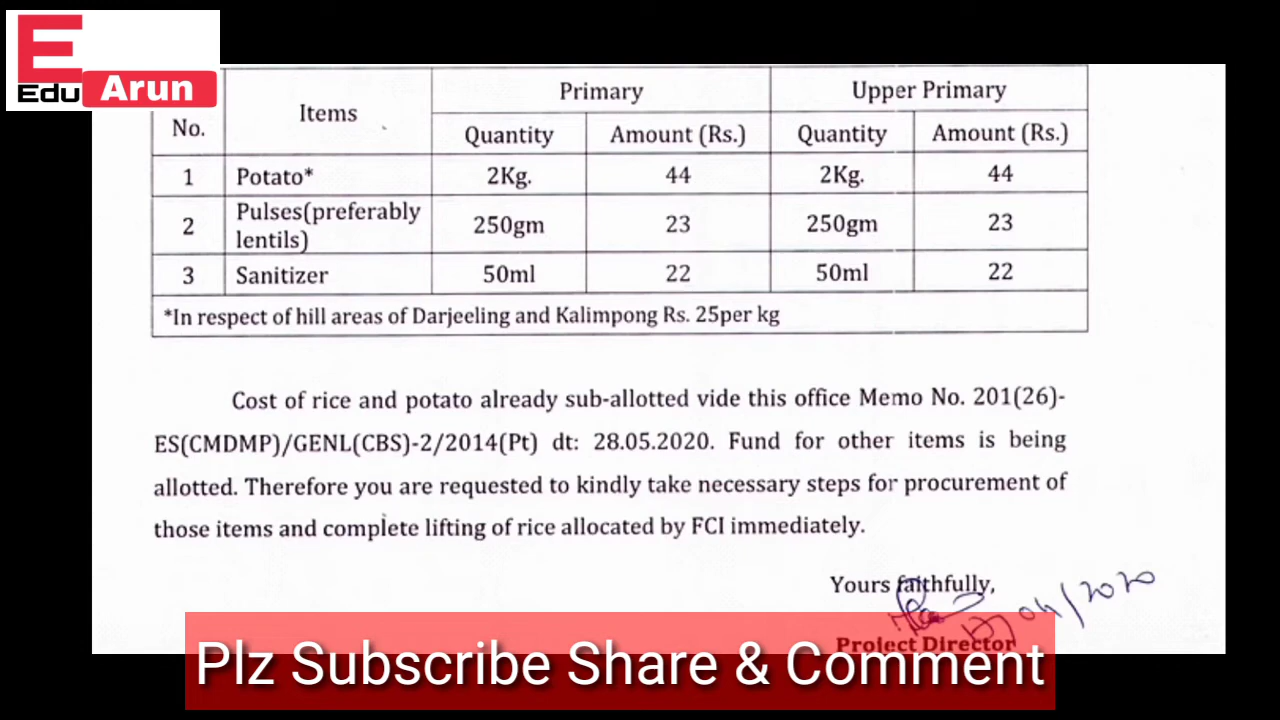 E
Edu Arun
Primary Upper Primary
No. Items Quantity Amount (Rs.) Quantity Amount (Rs.)
1 Potato* 2Kg. 44 2Kg. 44
2 Pulses(preferably lentils) 250gm 23 250gm 23
3 Sanitizer 50ml 22 50ml 22
*In respect of hill areas of Darjeeling and Kalimpong Rs. 25per kg
Cost of rice and potato already sub-allotted vide this office Memo No. 201(26)-
ES(CMDMP)/GENL(CBS)-2/2014(Pt) dt: 28.05.2020. Fund for other items is being
allotted. Therefore you are requested to kindly take necessary steps for procurement of
those items and complete lifting of rice allocated by FCI immediately.
Yours faithfully,
Project Director
Plz Subscribe Share & Comment